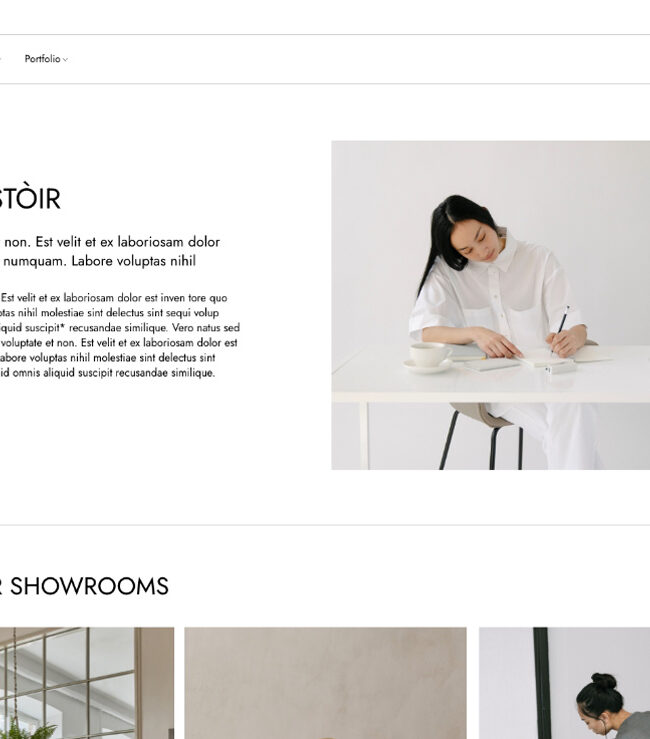 Portfolio
STÒIR
non. Est velit et ex laboriosam dolor
numquam. Labore voluptas nihil
Est velit et ex laboriosam dolor est inven tore quo
nihil molestiae sint delectus sint sequi volup
suscipit* recusandae similique. Vero natus sed
voluptate et non. Est velit et ex laboriosam dolor est
voluptas nihil molestiae sint delectus sint
id omnis aliquid suscipit recusandae similique.
SHOWROOMS